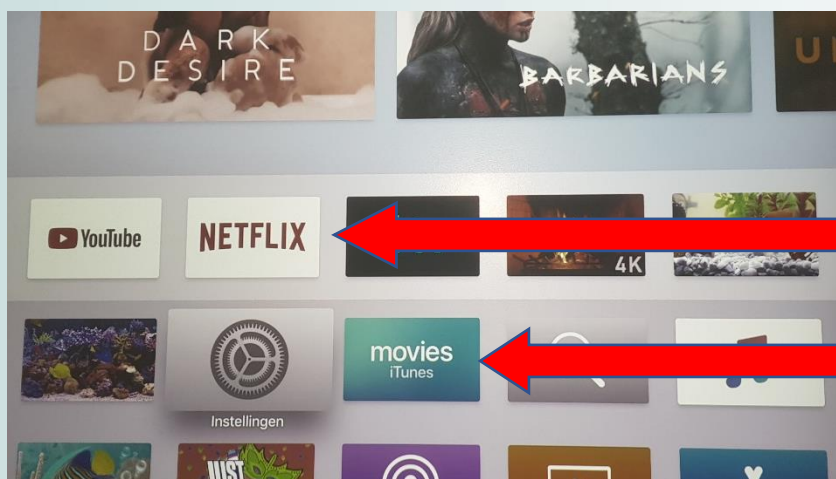 DARK
DESIRE
BARBARIANS
YouTube
NETFLIX
4K
movies
iTunes
Instellingen
JUST